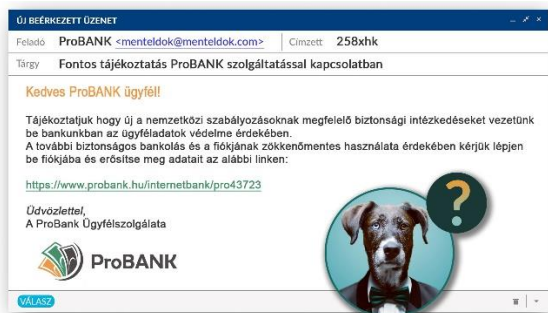 ÚJ BEÉRKEZETT ÜZENET
Feladó ProBANK <menteldok@menteldok.com> Címzett 258xhk
Tárgy Fontos tájékoztatás ProBANK szolgáltatással kapcsolatban
Kedves ProBANK ügyfél!
Tájékoztatjuk hogy új a nemzetközi szabályozásoknak megfelelő biztonsági intézkedéseket vezetünk
be bankunkban az ügyféladatok védelme érdekében.
A további biztonságos bankolás és a fiókjának zökkenőmentes használata érdekében kérjük lépjen
be fiókjába és erősítse meg adatait az alábbi linken:
https://www.probank.hu/internetbank/pro43723
Üdvözlettel,
A ProBank Ügyfélszolgálata
ProBANK
?
VÁLASZ